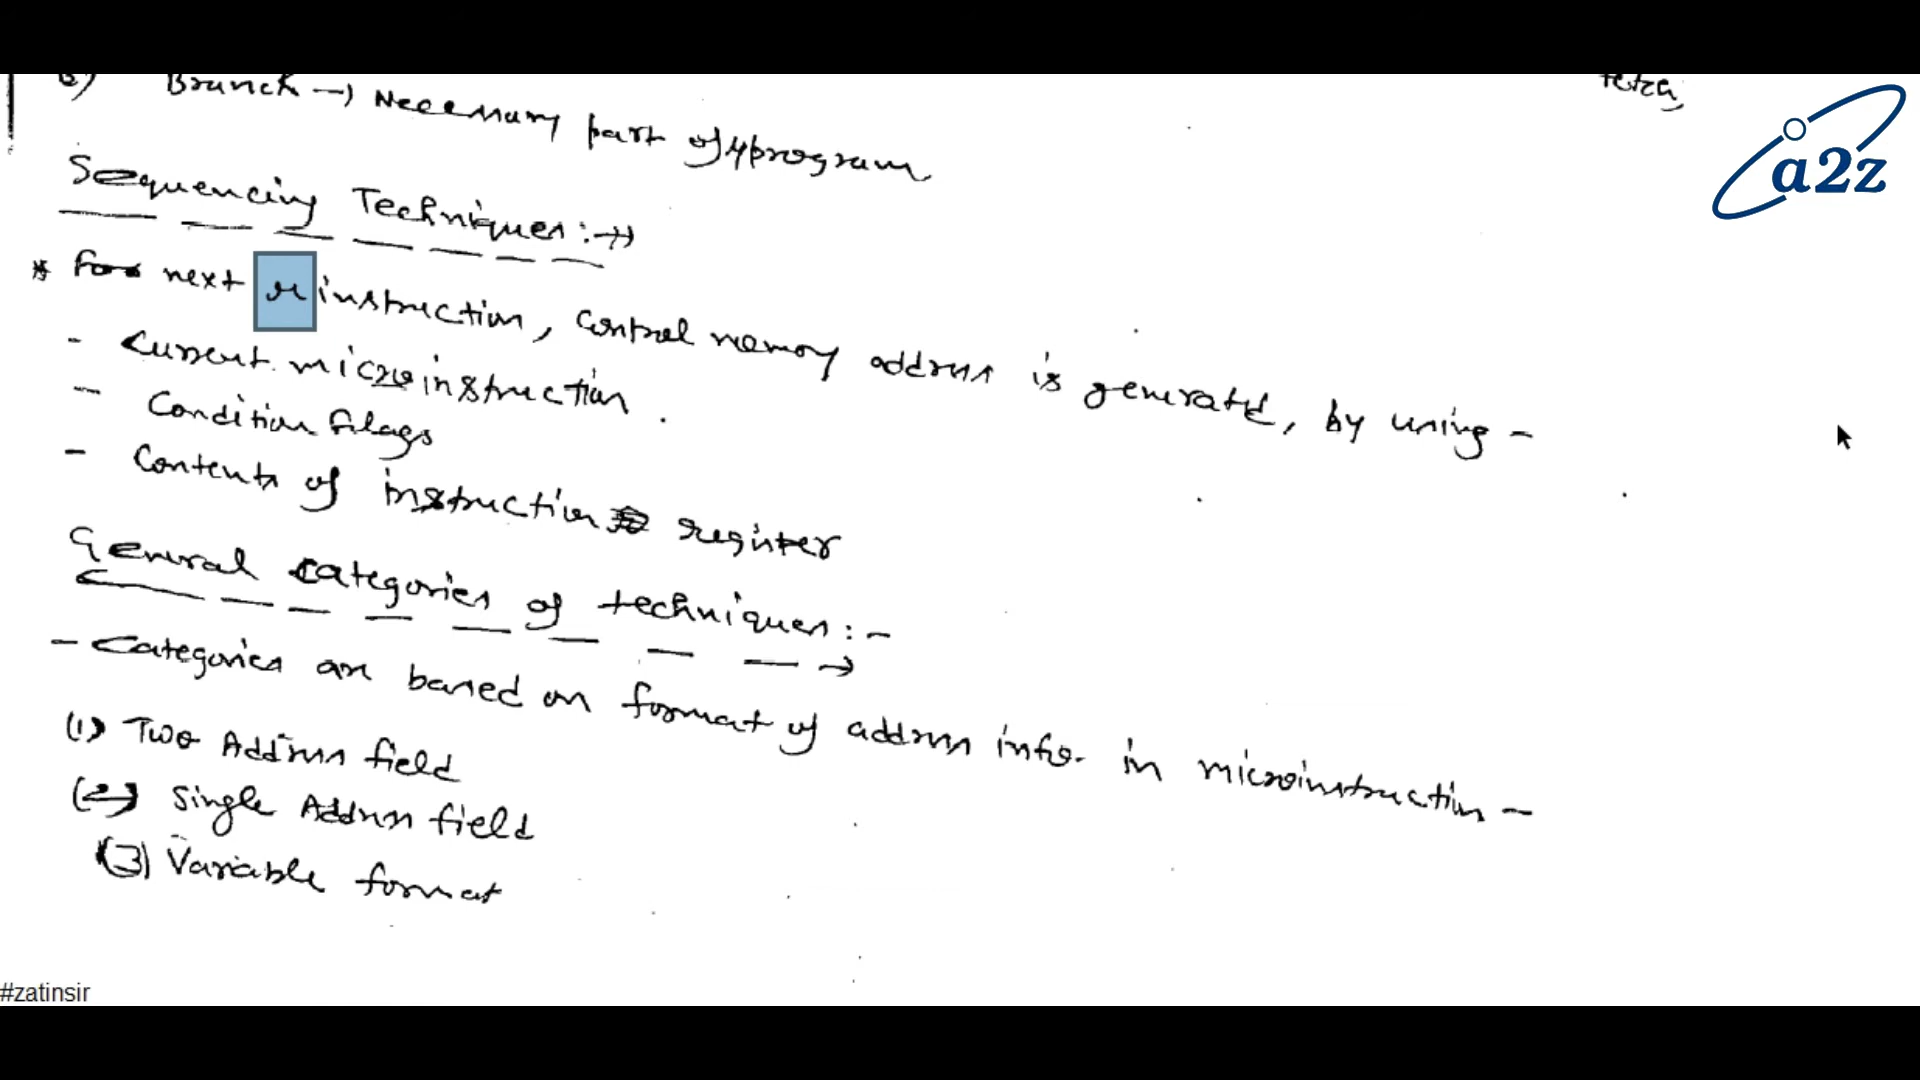 Branch → Necessary part of μprogram
fetch,
a2z
Sequencing Techniques :→
* For next μ instruction, Control memory address is generated, by using -
- Current microinstruction.
- Condition flags
- Contents of instruction register
General Categories of techniques :-
- Categories are based on format of address info. in microinstruction -
(1) Two Address field
(2) Single Address field
(3) Variable format
#zatinsir